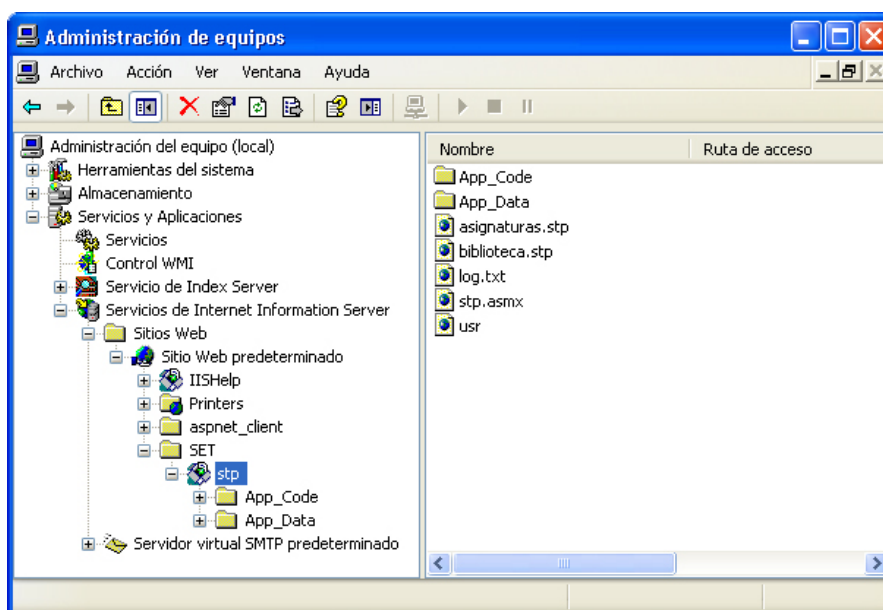 Administración de equipos
Archivo Acción Ver Ventana Ayuda
Administración del equipo (local)
Herramientas del sistema
Almacenamiento
Servicios y Aplicaciones
Servicios
Control WMI
Servicio de Index Server
Servicios de Internet Information Server
Sitios Web
Sitio Web predeterminado
IISHelp
Printers
aspnet_client
SET
stp
App_Code
App_Data
Servidor virtual SMTP predeterminado
Nombre Ruta de acceso
App_Code
App_Data
asignaturas.stp
biblioteca.stp
log.txt
stp.asmx
usr